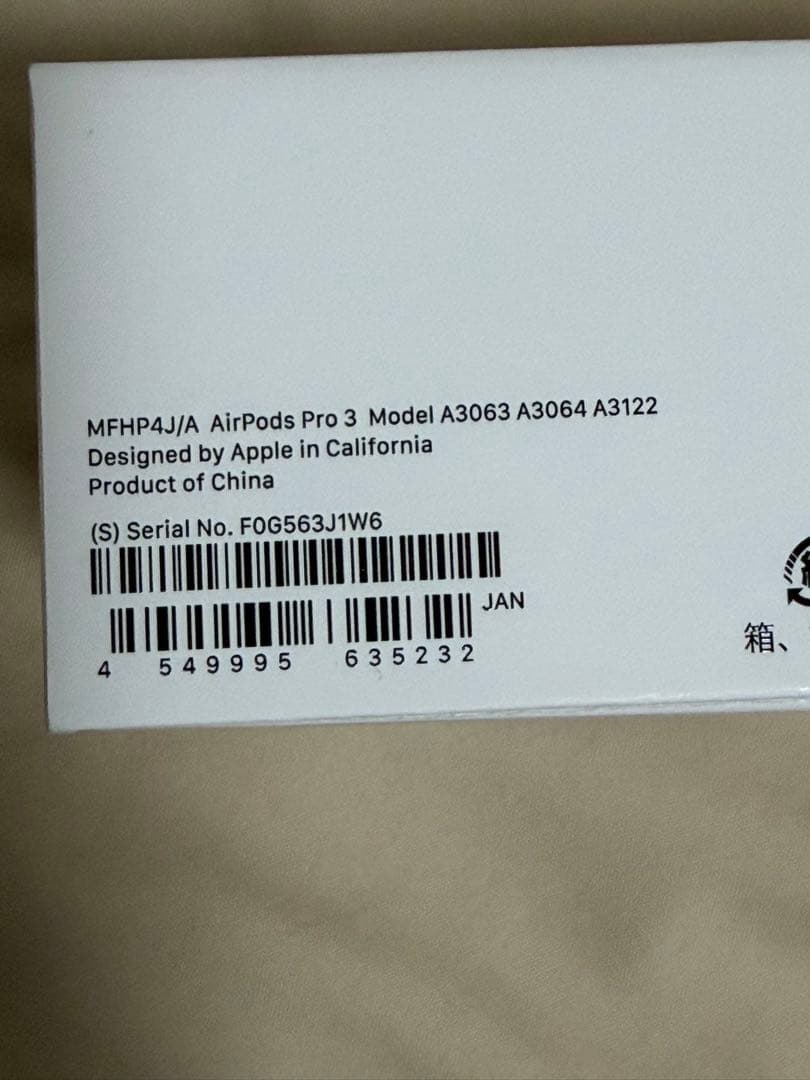 MFHP4J/A AirPods Pro 3 Model A3063 A3064 A3122
Designed by Apple in California
Product of China
(S) Serial No. F0G563J1W6
JAN
4 549995 635232
箱、